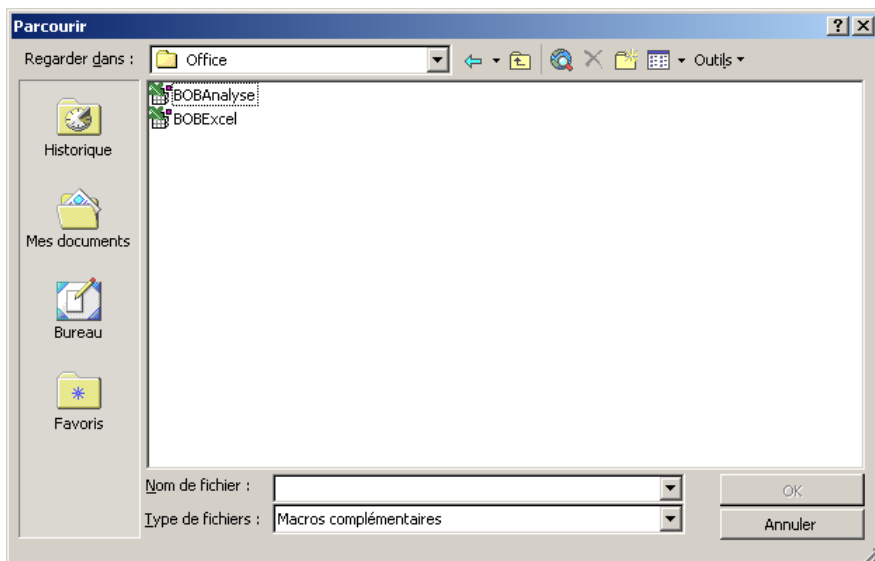 Parcourir
Regarder dans :
Office
Outils
BOBAnalyse
BOBExcel
Historique
Mes documents
Bureau
Favoris
Nom de fichier :
OK
Type de fichiers :
Macros complémentaires
Annuler